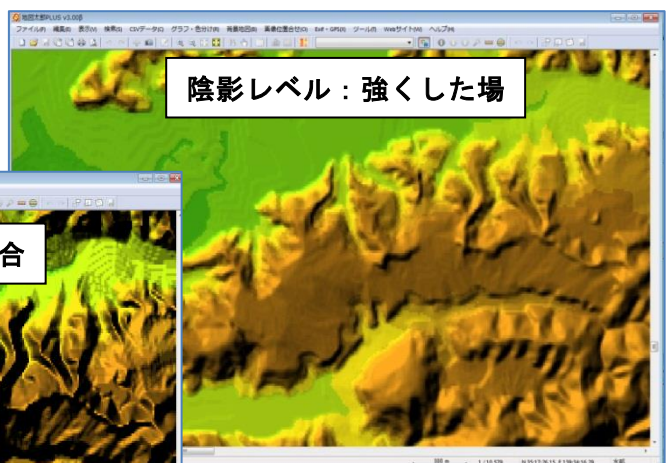 地図太郎PLUS v3.00β
ファイル(F) 編集(E) 表示(V) 検索(S) CSVデータ(C) グラフ・色分け(R) 背景地図(B) 画像位置合せ(O) Exif・GPS(X) ツール(T) Webサイト(W) ヘルプ(H)
陰影レベル：強くした場
合